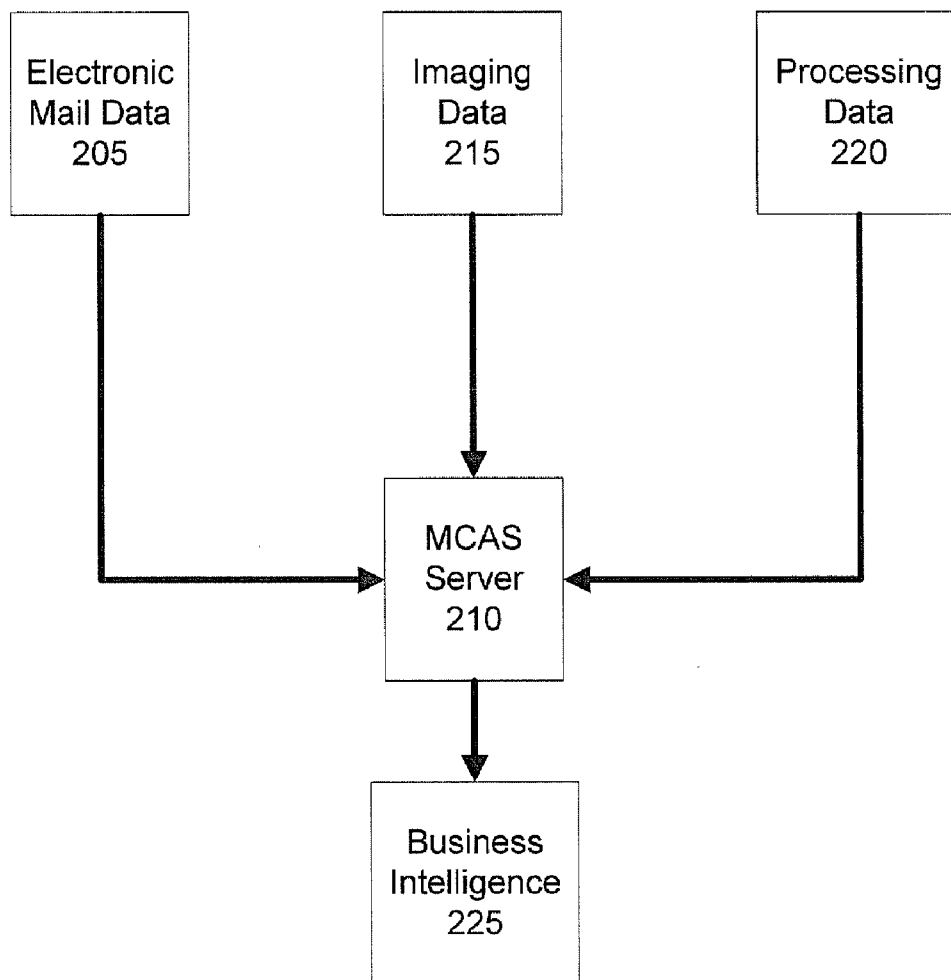 Electronic
Mail Data
205
Imaging
Data
215
Processing
Data
220
MCAS
Server
210
Business
Intelligence
225